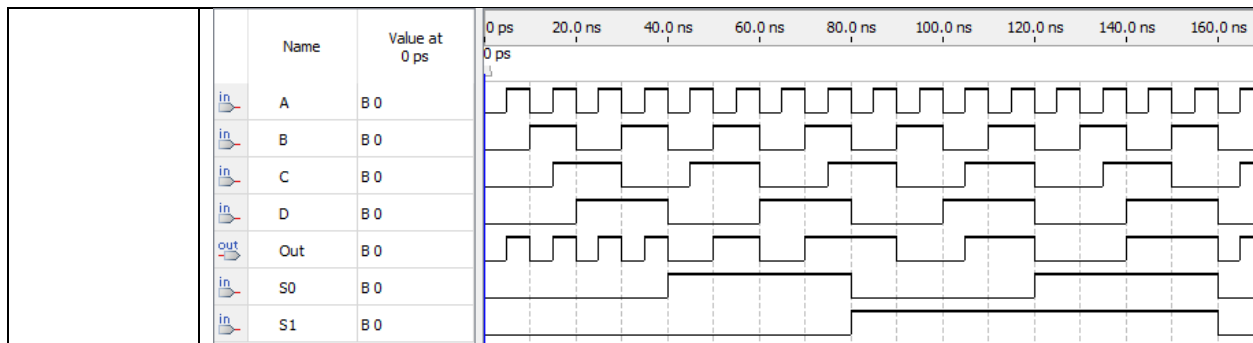 Name Value at 0 ps 0 ps 20.0 ns 40.0 ns 60.0 ns 80.0 ns 100.0 ns 120.0 ns 140.0 ns 160.0 ns
0 ps
in A B 0
in B B 0
in C B 0
in D B 0
out Out B 0
in S0 B 0
in S1 B 0